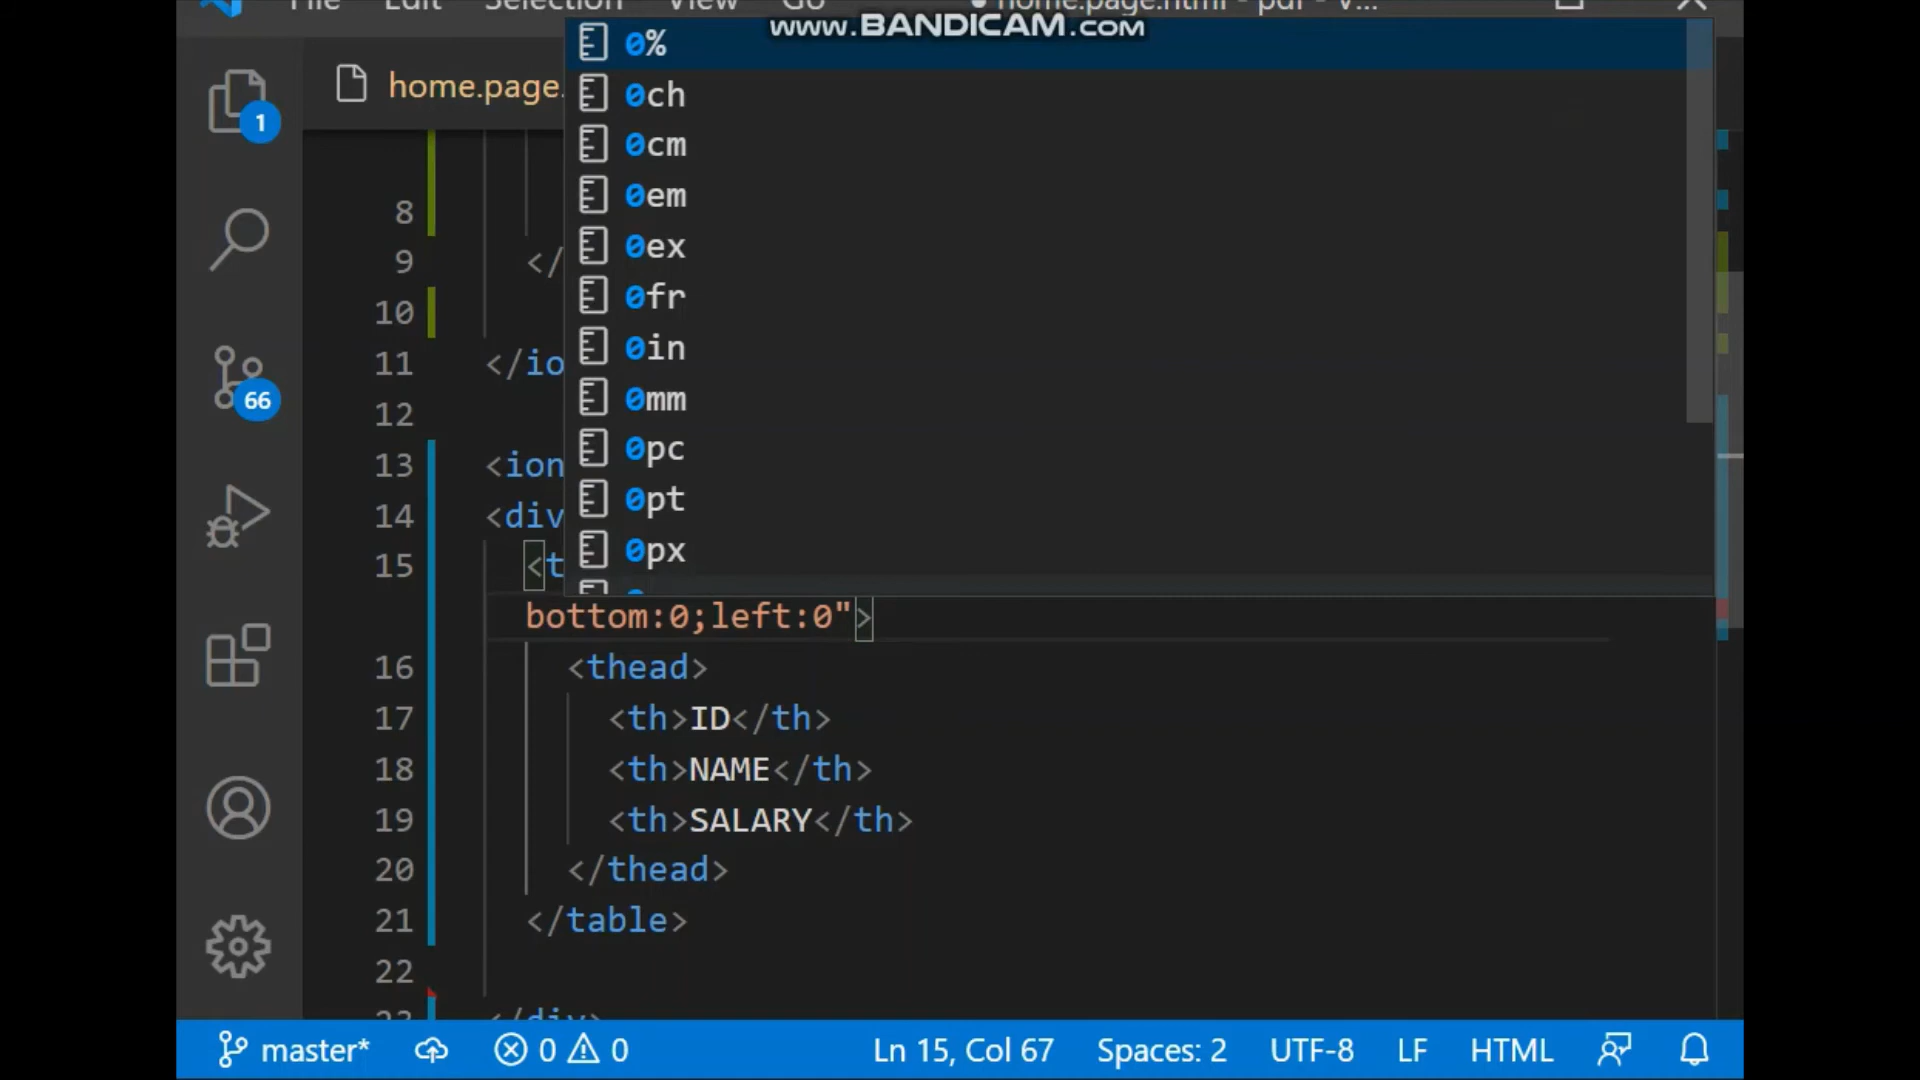 File Edit Selection View Go ● home.page.html - pdf - V...
www.BANDICAM.com
home.page.
1
66
0%
0ch
0cm
0em
0ex
0fr
0in
0mm
0pc
0pt
0px
8
9 </
10
11 </io
12
13 <ion
14 <div
15 <t
bottom:0;left:0">
16 <thead>
17 <th>ID</th>
18 <th>NAME</th>
19 <th>SALARY</th>
20 </thead>
21 </table>
22
23 </div>
master* 0 0 Ln 15, Col 67 Spaces: 2 UTF-8 LF HTML